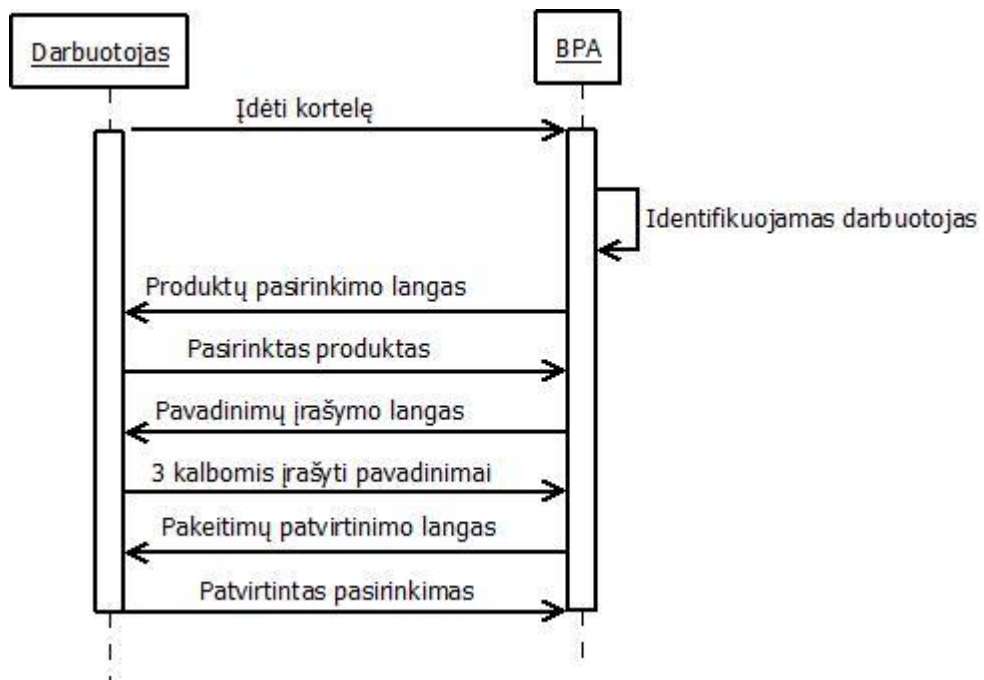 Darbuotojas
BPA
Įdėti kortelę
Identifikuojamas darbuotojas
Produktų pasirinkimo langas
Pasirinktas produktas
Pavadinimų įrašymo langas
3 kalbomis įrašyti pavadinimai
Pakeitimų patvirtinimo langas
Patvirtintas pasirinkimas